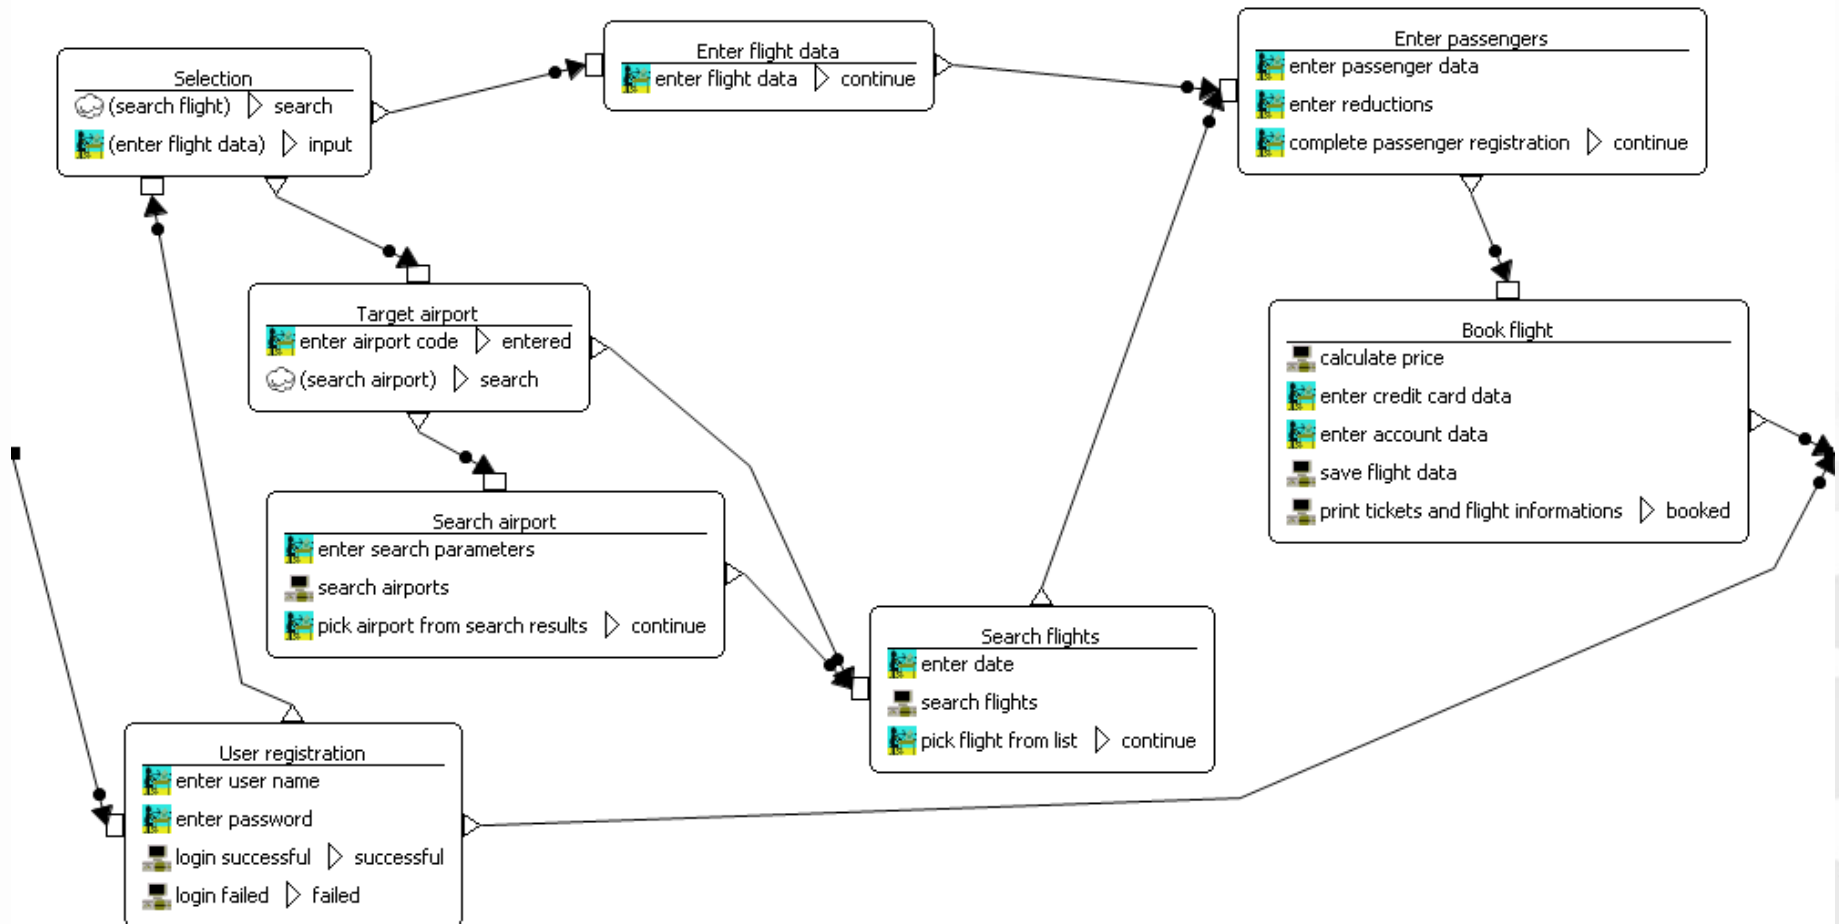 Selection
(search flight) search
(enter flight data) input
Enter flight data
enter flight data continue
Enter passengers
enter passenger data
enter reductions
complete passenger registration continue
Target airport
enter airport code entered
(search airport) search
Book flight
calculate price
enter credit card data
enter account data
save flight data
print tickets and flight informations booked
Search airport
enter search parameters
search airports
pick airport from search results continue
Search flights
enter date
search flights
pick flight from list continue
User registration
enter user name
enter password
login successful successful
login failed failed